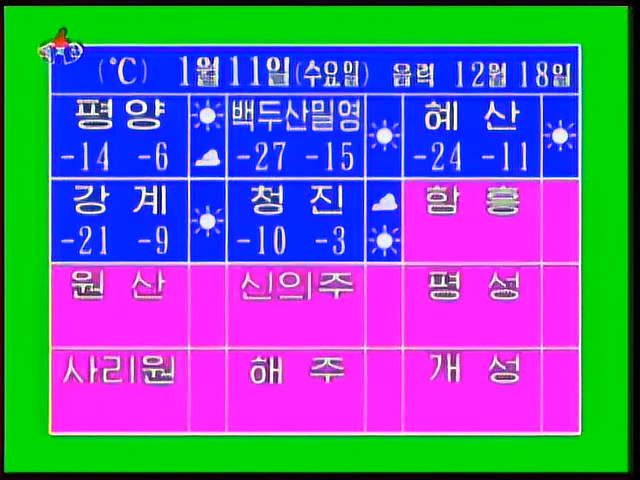 (℃) 1월 11일 (수요일) 음력 12월 18일
평양 백두산밀영 혜산
-14 -6 -27 -15 -24 -11
강계 청진 함흥
-21 -9 -10 -3
원산 신의주 평성
사리원 해주 개성